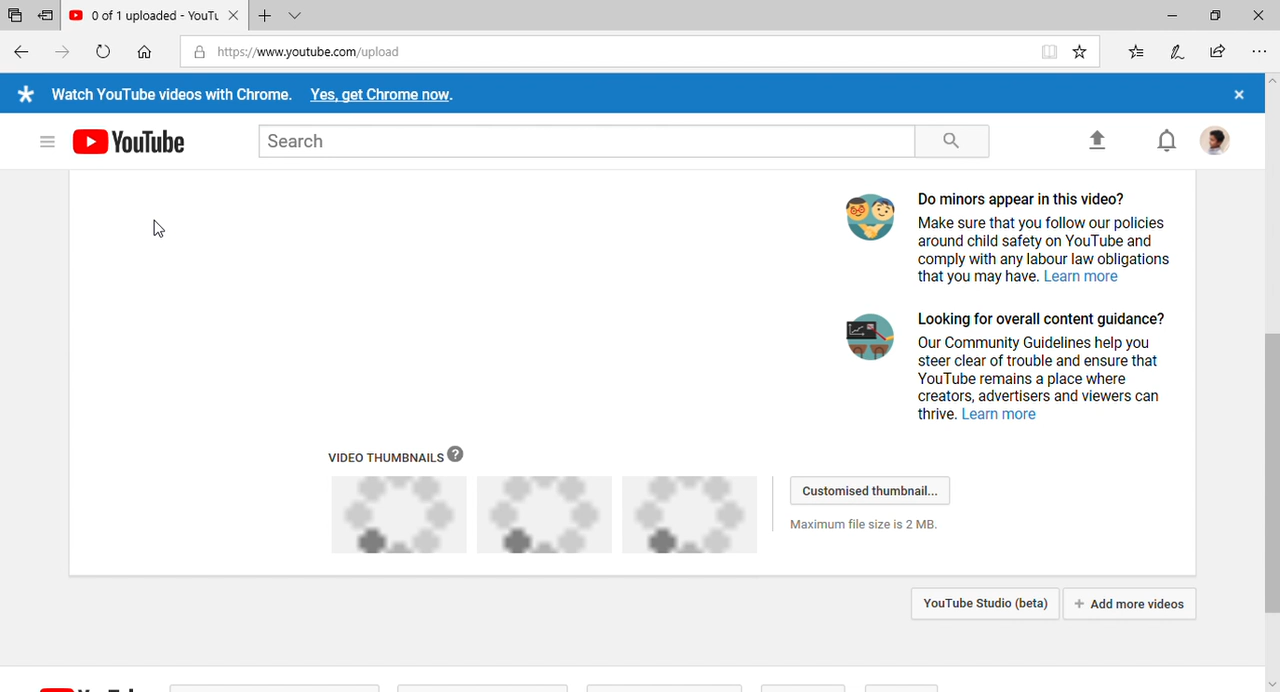 0 of 1 uploaded - YouTu
https://www.youtube.com/upload
Watch YouTube videos with Chrome. Yes, get Chrome now.
YouTube
Search
Do minors appear in this video?
Make sure that you follow our policies
around child safety on YouTube and
comply with any labour law obligations
that you may have. Learn more
Looking for overall content guidance?
Our Community Guidelines help you
steer clear of trouble and ensure that
YouTube remains a place where
creators, advertisers and viewers can
thrive. Learn more
VIDEO THUMBNAILS ?
Customised thumbnail...
Maximum file size is 2 MB.
YouTube Studio (beta)
+ Add more videos